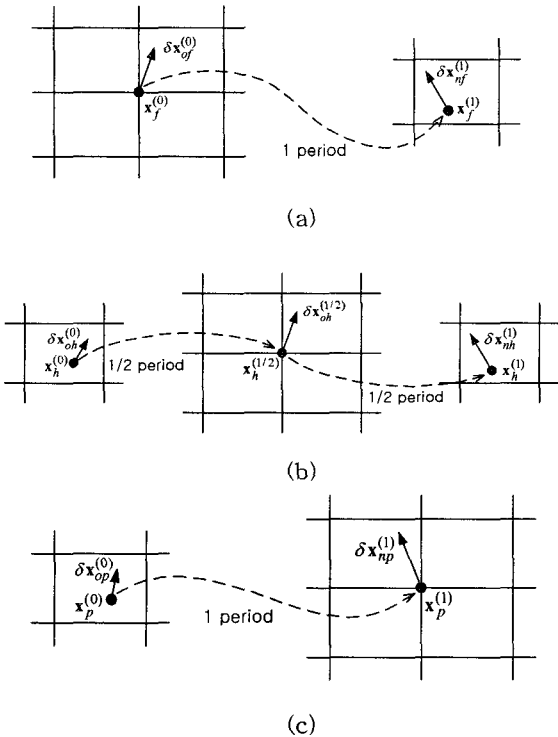 δx_{of}^{(0)}
x_f^{(0)}
δx_{nf}^{(1)}
x_f^{(1)}
1 period
(a)
δx_{oh}^{(0)}
x_h^{(0)}
1/2 period
δx_{oh}^{(1/2)}
x_h^{(1/2)}
1/2 period
δx_{nh}^{(1)}
x_h^{(1)}
(b)
δx_{op}^{(0)}
x_p^{(0)}
1 period
δx_{np}^{(1)}
x_p^{(1)}
(c)